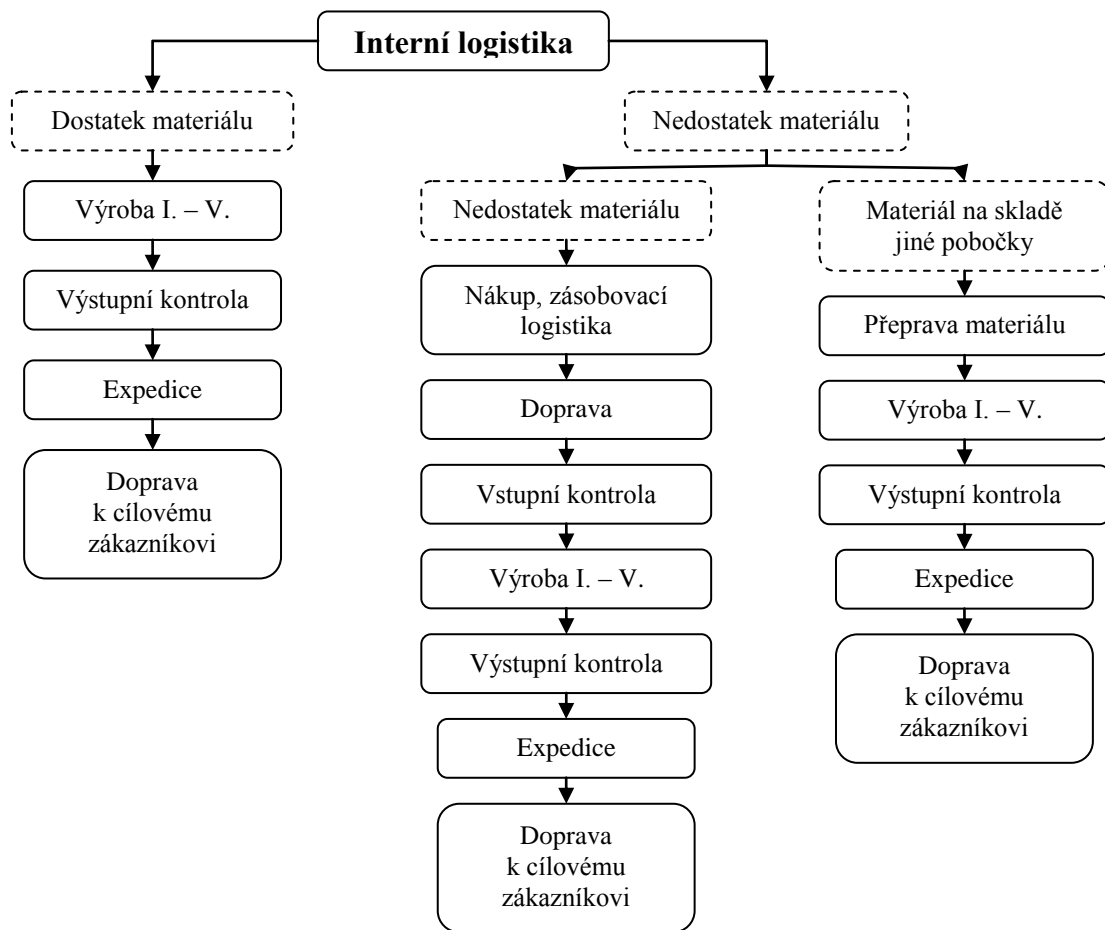 Interní logistika
Dostatek materiálu
Výroba I. – V.
Výstupní kontrola
Expedice
Doprava
k cílovému
zákazníkovi
Nedostatek materiálu
Nedostatek materiálu
Nákup, zásobovací
logistika
Doprava
Vstupní kontrola
Výroba I. – V.
Výstupní kontrola
Expedice
Doprava
k cílovému
zákazníkovi
Materiál na skladě
jiné pobočky
Přeprava materiálu
Výroba I. – V.
Výstupní kontrola
Expedice
Doprava
k cílovému
zákazníkovi